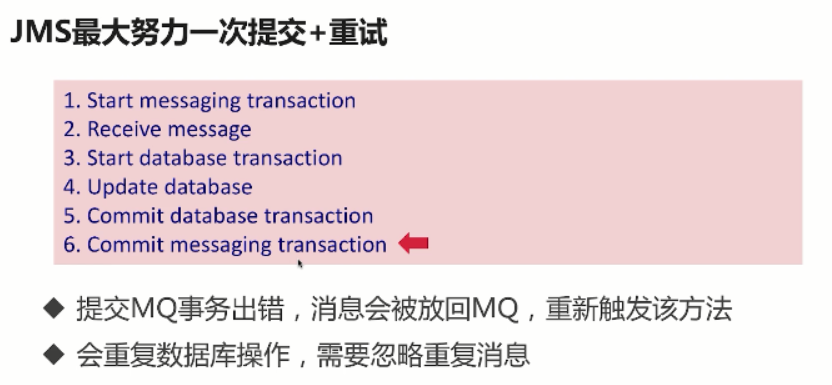 JMS最大努力一次提交+重试
1. Start messaging transaction
2. Receive message
3. Start database transaction
4. Update database
5. Commit database transaction
6. Commit messaging transaction
◆ 提交MQ事务出错，消息会被放回MQ，重新触发该方法
◆ 会重复数据库操作，需要忽略重复消息